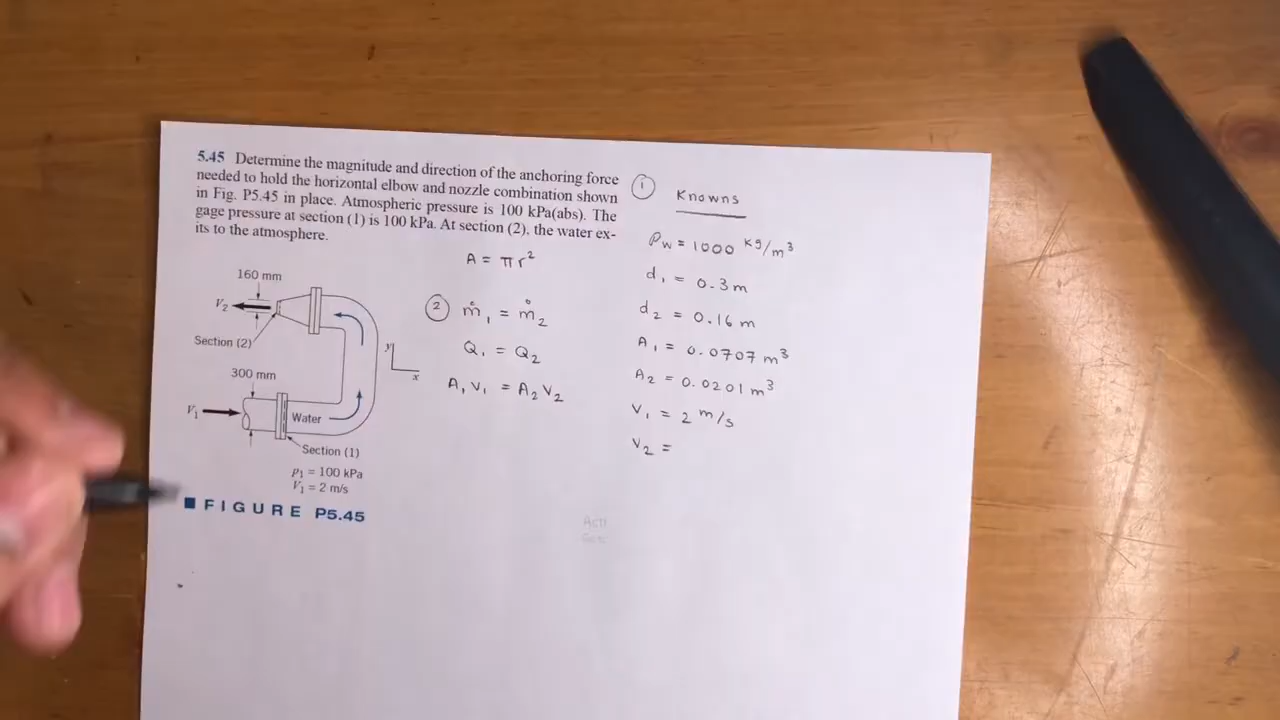 5.45 Determine the magnitude and direction of the anchoring force
needed to hold the horizontal elbow and nozzle combination shown
in Fig. P5.45 in place. Atmospheric pressure is 100 kPa(abs). The
gage pressure at section (1) is 100 kPa. At section (2), the water ex-
its to the atmosphere.
160 mm
V₂
Section (2)
300 mm
V₁
Water
y
x
Section (1)
p₁ = 100 kPa
V₁ = 2 m/s
FIGURE P5.45
A = πr²
② ṁ₁ = ṁ₂
Q₁ = Q₂
A₁V₁ = A₂V₂
① Knowns
ρw = 1000 kg/m³
d₁ = 0.3m
d₂ = 0.16m
A₁ = 0.0707 m³
A₂ = 0.0201 m³
V₁ = 2 m/s
V₂ =